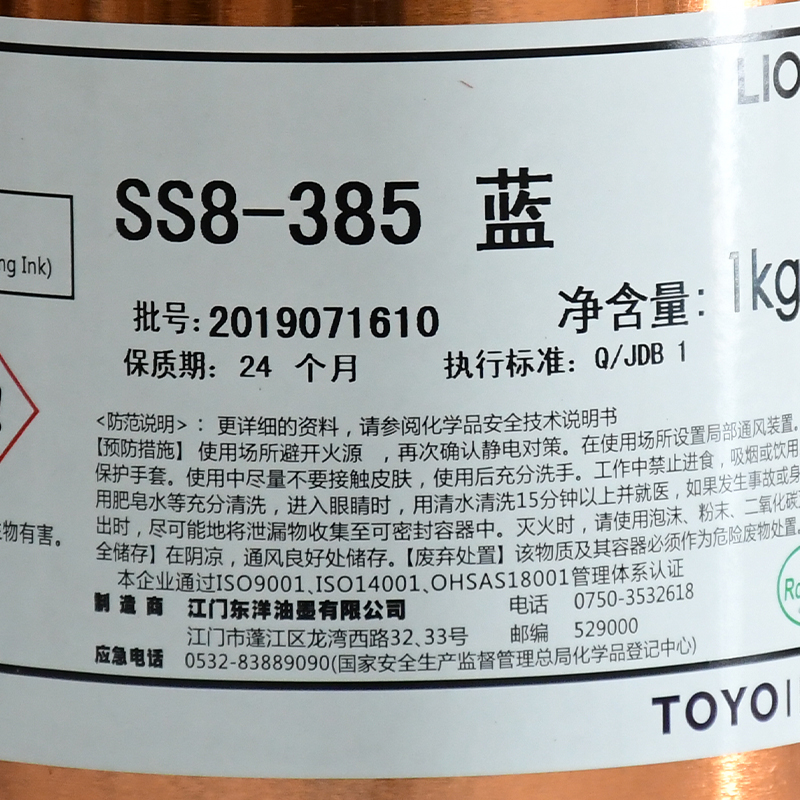 LIO
SS8-385 蓝
ng Ink)
净含量: 1kg
批号:2019071610
保质期: 24 个月 执行标准: Q/JDB 1
<防范说明>: 更详细的资料，请参阅化学品安全技术说明书
【预防措施】使用场所避开火源 ，再次确认静电对策。在使用场所设置局部通风装置。
保护手套。使用中尽量不要接触皮肤，使用后充分洗手。工作中禁止进食，吸烟或饮用
用肥皂水等充分清洗，进入眼睛时，用清水清洗15分钟以上并就医，如果发生事故或身
生物有害。
出时，尽可能地将泄漏物收集至可密封容器中。灭火时，请使用泡沫、粉末、二氧化碳
全储存】在阴凉，通风良好处储存。【废弃处置】该物质及其容器必须作为危险废物处置。
本企业通过ISO9001、ISO14001、OHSAS18001管理体系认证
制造商 江门东洋油墨有限公司 电话 0750-3532618
江门市蓬江区龙湾西路32、33号 邮编 529000
应急电话 0532-83889090(国家安全生产监督管理总局化学品登记中心)
Ro
TOYO